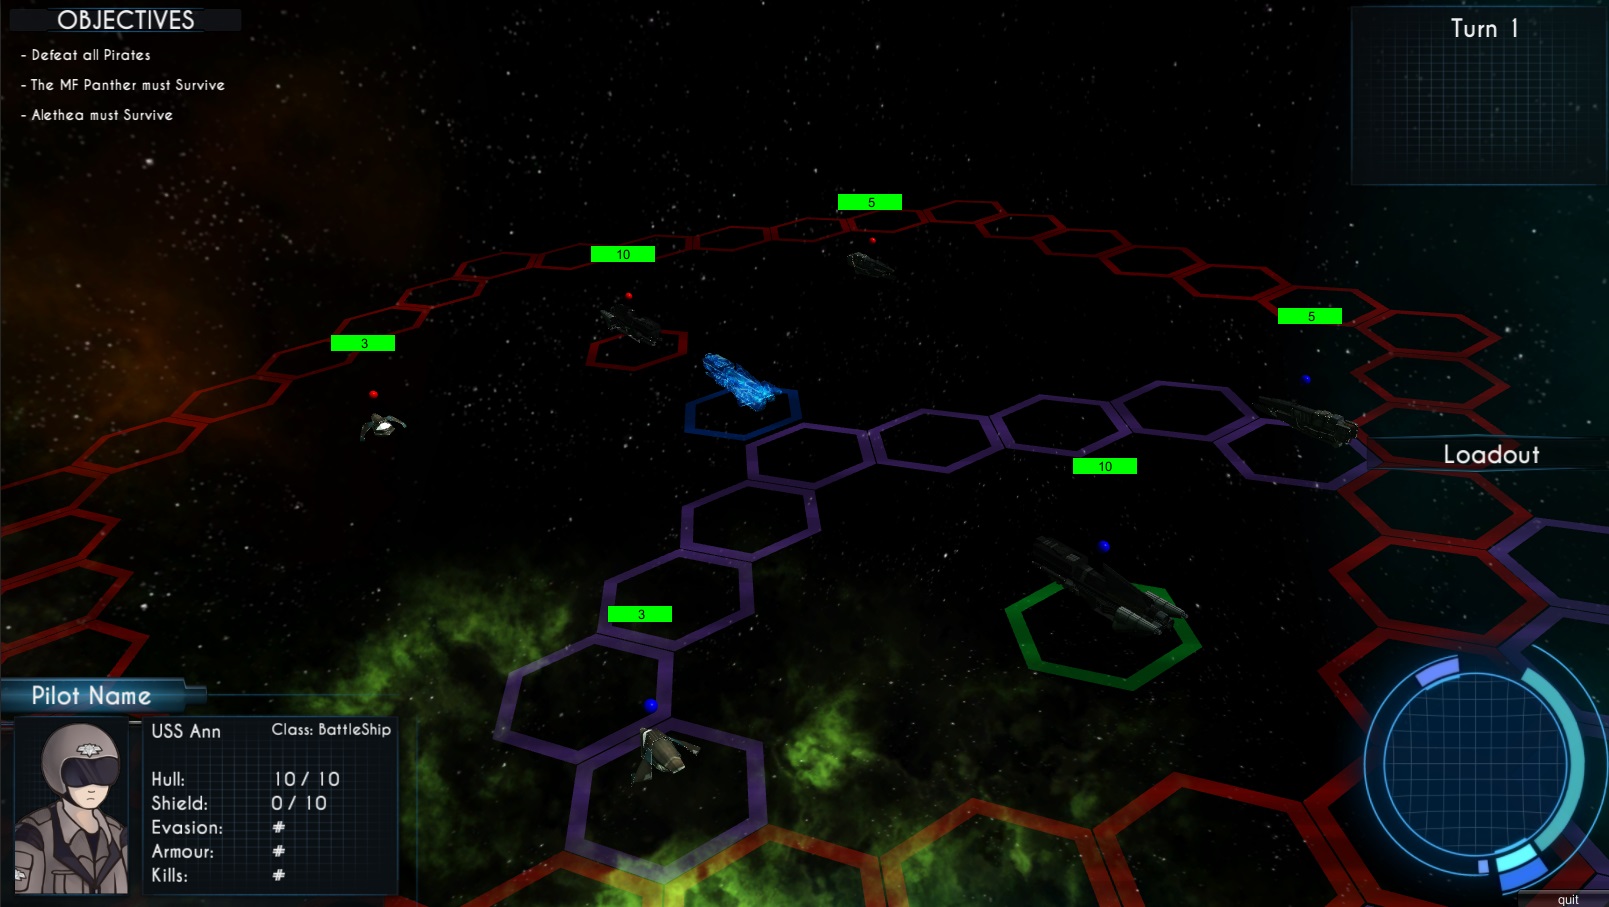 OBJECTIVES
- Defeat all Pirates
- The MF Panther must Survive
- Alethea must Survive
Turn 1
5
10
5
3
Loadout
10
3
Pilot Name
USS Ann Class: BattleShip
Hull: 10 / 10
Shield: 0 / 10
Evasion: #
Armour: #
Kills: #
quit